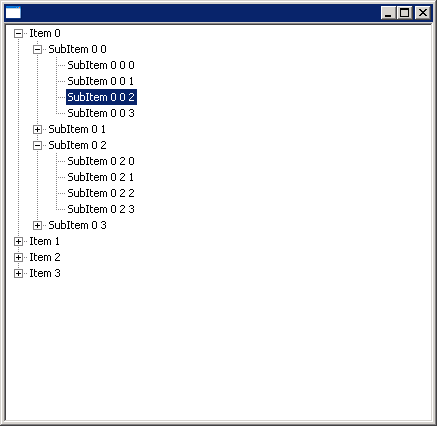 Item 0
SubItem 0 0
SubItem 0 0 0
SubItem 0 0 1
SubItem 0 0 2
SubItem 0 0 3
SubItem 0 1
SubItem 0 2
SubItem 0 2 0
SubItem 0 2 1
SubItem 0 2 2
SubItem 0 2 3
SubItem 0 3
Item 1
Item 2
Item 3